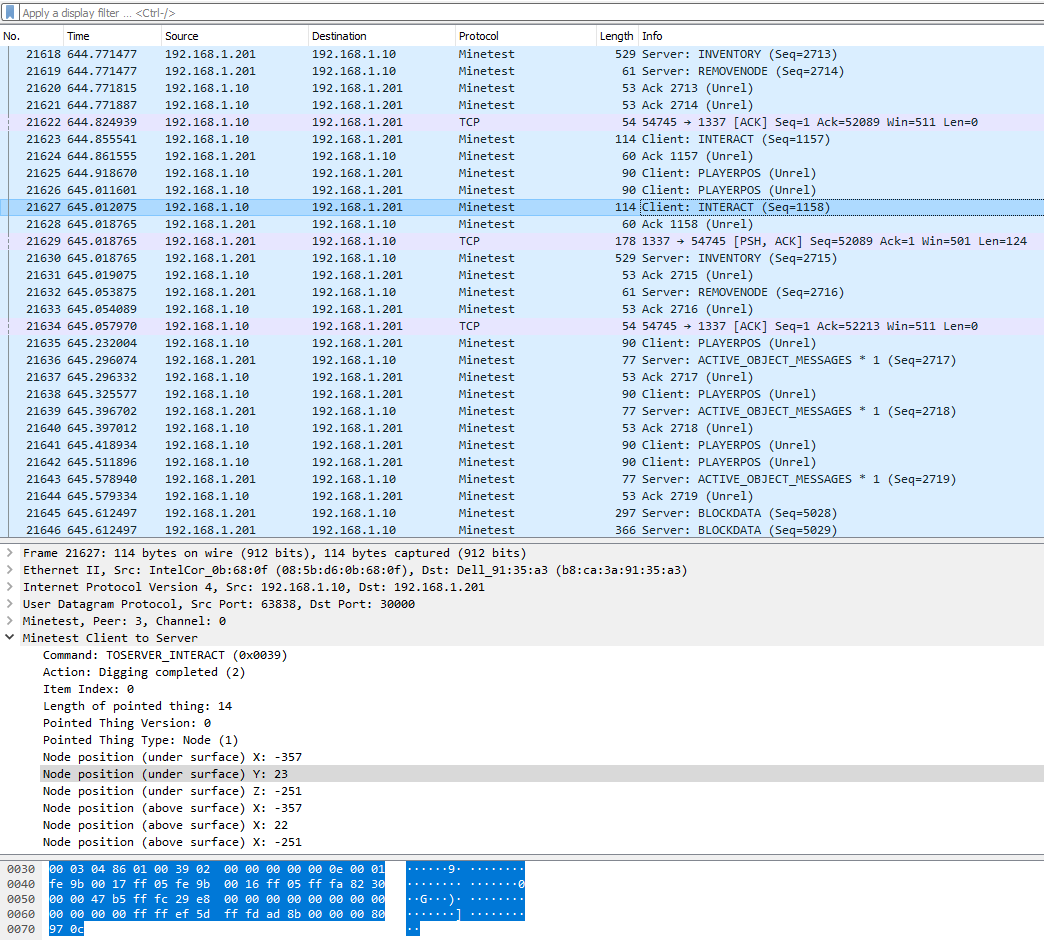 Apply a display filter ... <Ctrl-/>
No. Time Source Destination Protocol Length Info
21618 644.771477 192.168.1.201 192.168.1.10 Minetest 529 Server: INVENTORY (Seq=2713)
21619 644.771477 192.168.1.201 192.168.1.10 Minetest 61 Server: REMOVENODE (Seq=2714)
21620 644.771815 192.168.1.10 192.168.1.201 Minetest 53 Ack 2713 (Unrel)
21621 644.771887 192.168.1.10 192.168.1.201 Minetest 53 Ack 2714 (Unrel)
21622 644.824939 192.168.1.10 192.168.1.201 TCP 54 54745 → 1337 [ACK] Seq=1 Ack=52089 Win=511 Len=0
21623 644.855541 192.168.1.10 192.168.1.201 Minetest 114 Client: INTERACT (Seq=1157)
21624 644.861555 192.168.1.201 192.168.1.10 Minetest 60 Ack 1157 (Unrel)
21625 644.918670 192.168.1.10 192.168.1.201 Minetest 90 Client: PLAYERPOS (Unrel)
21626 645.011601 192.168.1.10 192.168.1.201 Minetest 90 Client: PLAYERPOS (Unrel)
21627 645.012075 192.168.1.10 192.168.1.201 Minetest 114 Client: INTERACT (Seq=1158)
21628 645.018765 192.168.1.201 192.168.1.10 Minetest 60 Ack 1158 (Unrel)
21629 645.018765 192.168.1.201 192.168.1.10 TCP 178 1337 → 54745 [PSH, ACK] Seq=52089 Ack=1 Win=501 Len=124
21630 645.018765 192.168.1.201 192.168.1.10 Minetest 529 Server: INVENTORY (Seq=2715)
21631 645.019075 192.168.1.10 192.168.1.201 Minetest 53 Ack 2715 (Unrel)
21632 645.053875 192.168.1.201 192.168.1.10 Minetest 61 Server: REMOVENODE (Seq=2716)
21633 645.054089 192.168.1.10 192.168.1.201 Minetest 53 Ack 2716 (Unrel)
21634 645.057970 192.168.1.10 192.168.1.201 TCP 54 54745 → 1337 [ACK] Seq=1 Ack=52213 Win=511 Len=0
21635 645.232004 192.168.1.10 192.168.1.201 Minetest 90 Client: PLAYERPOS (Unrel)
21636 645.296074 192.168.1.201 192.168.1.10 Minetest 77 Server: ACTIVE_OBJECT_MESSAGES * 1 (Seq=2717)
21637 645.296332 192.168.1.10 192.168.1.201 Minetest 53 Ack 2717 (Unrel)
21638 645.325577 192.168.1.10 192.168.1.201 Minetest 90 Client: PLAYERPOS (Unrel)
21639 645.396702 192.168.1.201 192.168.1.10 Minetest 77 Server: ACTIVE_OBJECT_MESSAGES * 1 (Seq=2718)
21640 645.397012 192.168.1.10 192.168.1.201 Minetest 53 Ack 2718 (Unrel)
21641 645.418934 192.168.1.10 192.168.1.201 Minetest 90 Client: PLAYERPOS (Unrel)
21642 645.511896 192.168.1.10 192.168.1.201 Minetest 90 Client: PLAYERPOS (Unrel)
21643 645.578940 192.168.1.201 192.168.1.10 Minetest 77 Server: ACTIVE_OBJECT_MESSAGES * 1 (Seq=2719)
21644 645.579334 192.168.1.10 192.168.1.201 Minetest 53 Ack 2719 (Unrel)
21645 645.612497 192.168.1.201 192.168.1.10 Minetest 297 Server: BLOCKDATA (Seq=5028)
21646 645.612497 192.168.1.201 192.168.1.10 Minetest 366 Server: BLOCKDATA (Seq=5029)
Frame 21627: 114 bytes on wire (912 bits), 114 bytes captured (912 bits)
Ethernet II, Src: IntelCor_0b:68:0f (08:5b:d6:0b:68:0f), Dst: Dell_91:35:a3 (b8:ca:3a:91:35:a3)
Internet Protocol Version 4, Src: 192.168.1.10, Dst: 192.168.1.201
User Datagram Protocol, Src Port: 63838, Dst Port: 30000
Minetest, Peer: 3, Channel: 0
Minetest Client to Server
Command: TOSERVER_INTERACT (0x0039)
Action: Digging completed (2)
Item Index: 0
Length of pointed thing: 14
Pointed Thing Version: 0
Pointed Thing Type: Node (1)
Node position (under surface) X: -357
Node position (under surface) Y: 23
Node position (under surface) Z: -251
Node position (above surface) X: -357
Node position (above surface) X: 22
Node position (above surface) X: -251
0030 00 03 04 86 01 00 39 02 00 00 00 00 00 0e 00 01 ······9· ········
0040 fe 9b 00 17 ff 05 fe 9b 00 16 ff 05 ff fa 82 30 ········ ·······0
0050 00 00 47 b5 ff fc 29 e8 00 00 00 00 00 00 00 00 ··G···)· ········
0060 00 00 00 00 ff ff ef 5d ff fd ad 8b 00 00 00 80 ·······] ········
0070 97 0c ··